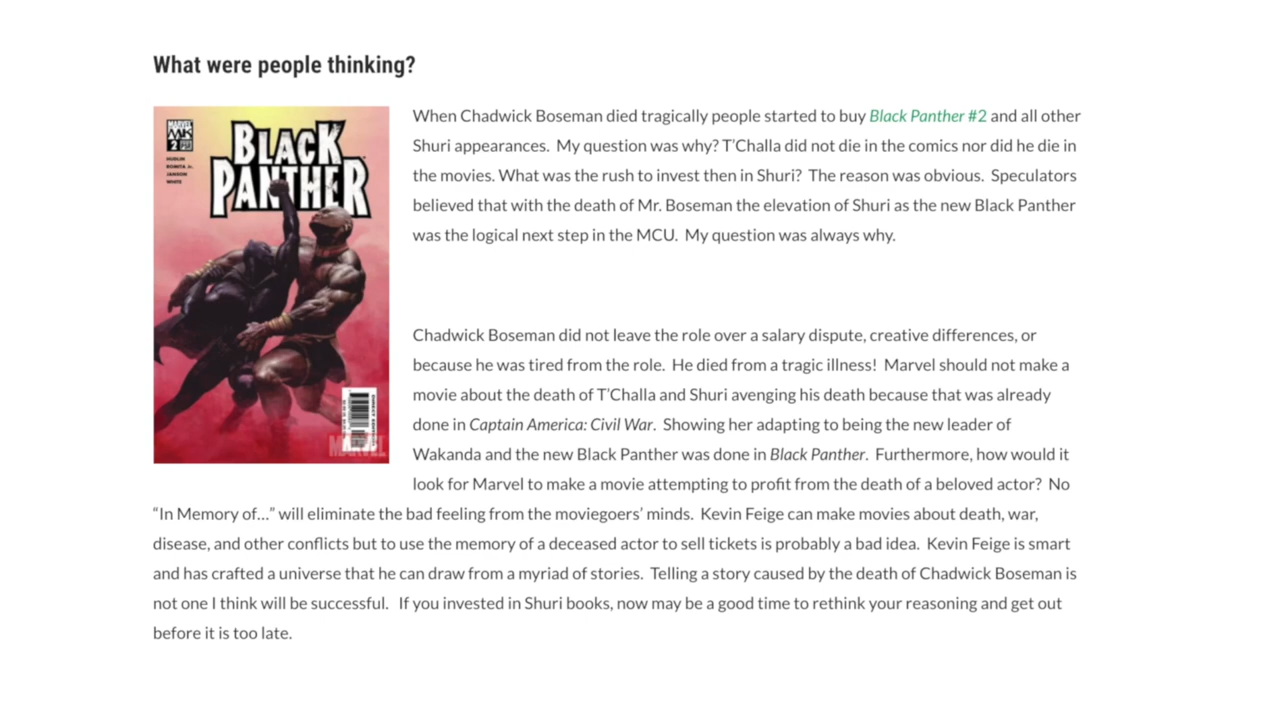 What were people thinking?
MARVEL
MK
2
HUDLIN
ROMITA Jr.
JANSON
WHITE
BLACK
PANTHER
MARVEL
When Chadwick Boseman died tragically people started to buy Black Panther #2 and all other
Shuri appearances.  My question was why? T’Challa did not die in the comics nor did he die in
the movies. What was the rush to invest then in Shuri?  The reason was obvious.  Speculators
believed that with the death of Mr. Boseman the elevation of Shuri as the new Black Panther
was the logical next step in the MCU.  My question was always why.
Chadwick Boseman did not leave the role over a salary dispute, creative differences, or
because he was tired from the role.  He died from a tragic illness!  Marvel should not make a
movie about the death of T’Challa and Shuri avenging his death because that was already
done in Captain America: Civil War.  Showing her adapting to being the new leader of
Wakanda and the new Black Panther was done in Black Panther.  Furthermore, how would it
look for Marvel to make a movie attempting to profit from the death of a beloved actor?  No
“In Memory of…” will eliminate the bad feeling from the moviegoers’ minds.  Kevin Feige can make movies about death, war,
disease, and other conflicts but to use the memory of a deceased actor to sell tickets is probably a bad idea.  Kevin Feige is smart
and has crafted a universe that he can draw from a myriad of stories.  Telling a story caused by the death of Chadwick Boseman is
not one I think will be successful.   If you invested in Shuri books, now may be a good time to rethink your reasoning and get out
before it is too late.